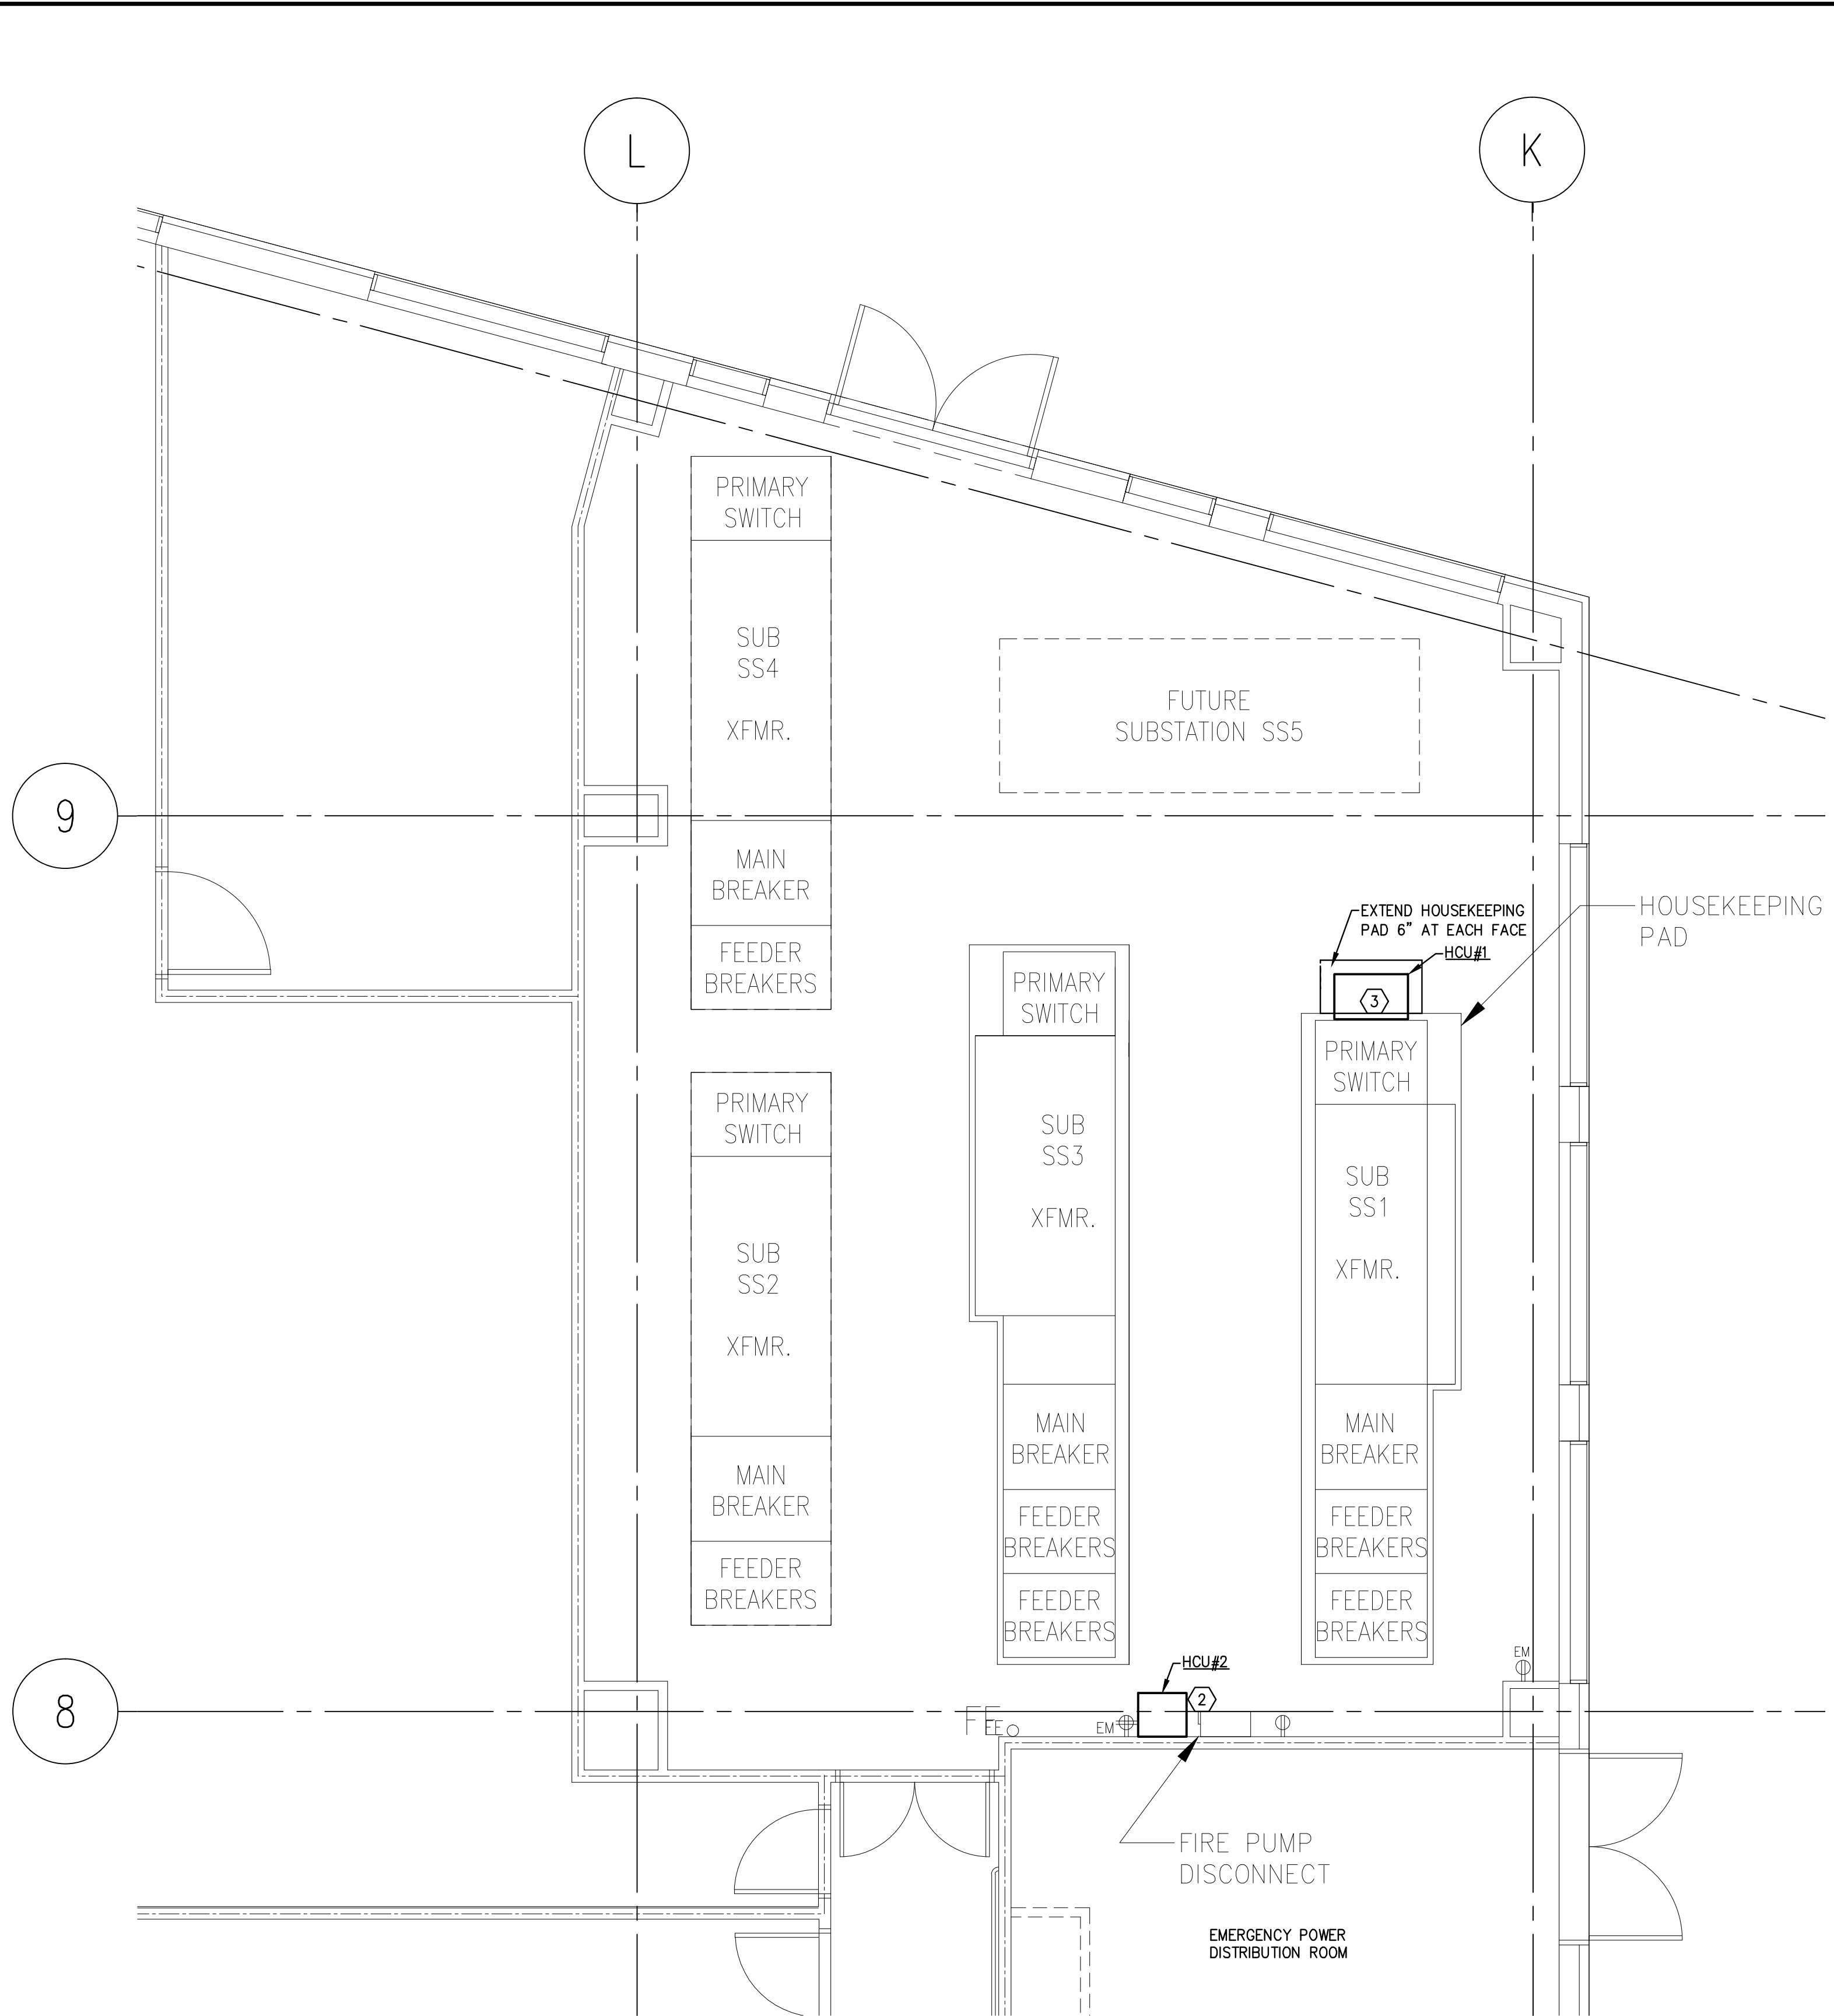 L
K
PRIMARY
SWITCH
SUB
SS4
XFMR.
FUTURE
SUBSTATION SS5
9
MAIN
BREAKER
FEEDER
BREAKERS
EXTEND HOUSEKEEPING
PAD 6" AT EACH FACE
HCU#1
HOUSEKEEPING
PAD
3
PRIMARY
SWITCH
PRIMARY
SWITCH
PRIMARY
SWITCH
SUB
SS3
XFMR.
SUB
SS1
XFMR.
SUB
SS2
XFMR.
MAIN
BREAKER
MAIN
BREAKER
MAIN
BREAKER
FEEDER
BREAKERS
FEEDER
BREAKERS
FEEDER
BREAKERS
FEEDER
BREAKERS
FEEDER
BREAKERS
EM
HCU#2
2
8
FE
FE
EM
FIRE PUMP
DISCONNECT
EMERGENCY POWER
DISTRIBUTION ROOM